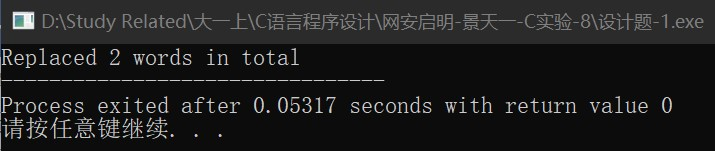 D:\Study Related\大一上\C语言程序设计\网安启明-景天一-C实验-8\设计题-1.exe
Replaced 2 words in total
--------------------------------
Process exited after 0.05317 seconds with return value 0
请按任意键继续. . .